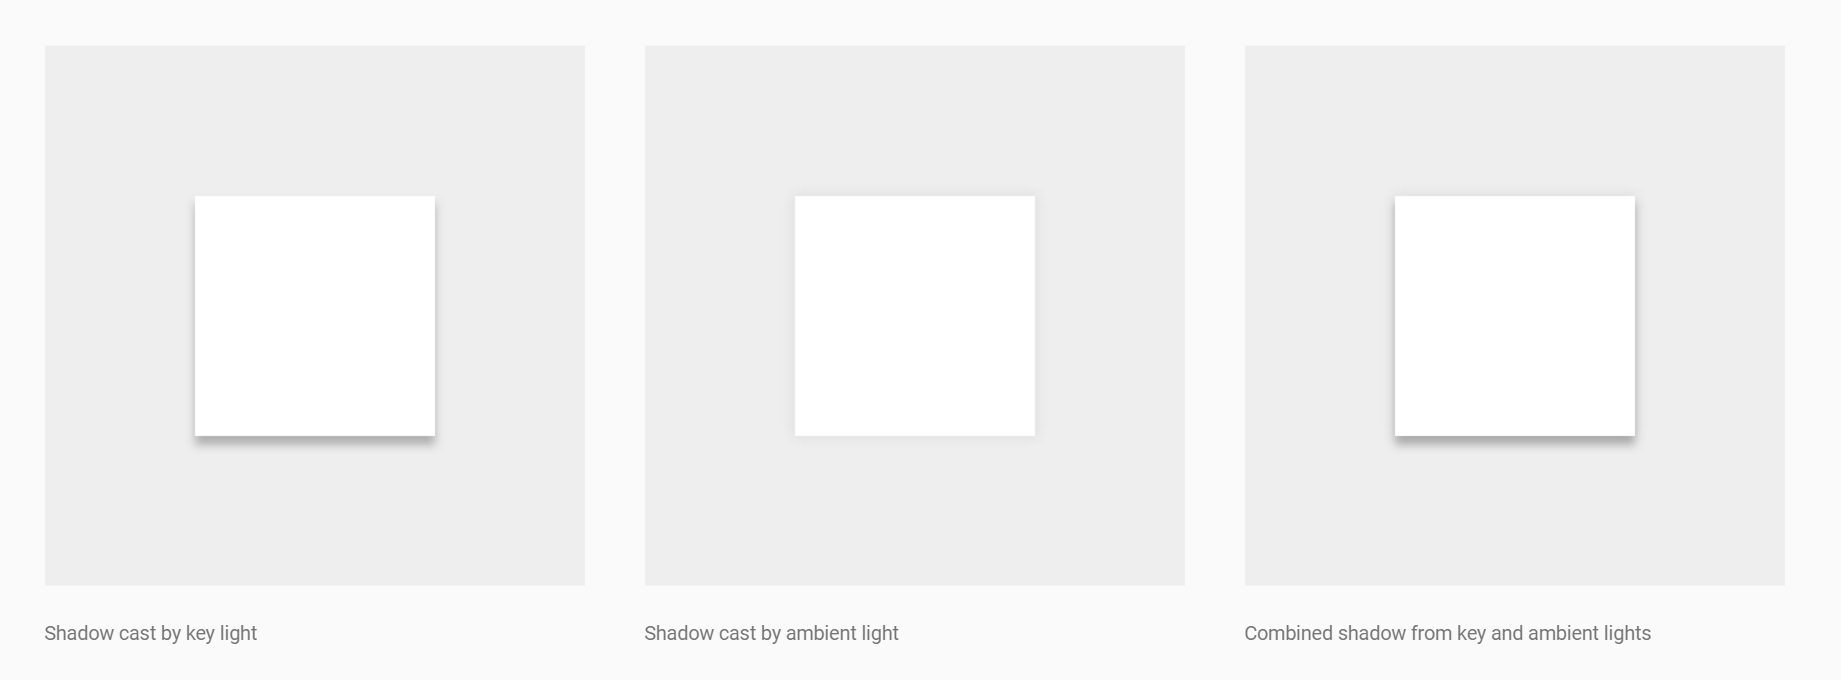 Shadow cast by key light
Shadow cast by ambient light
Combined shadow from key and ambient lights